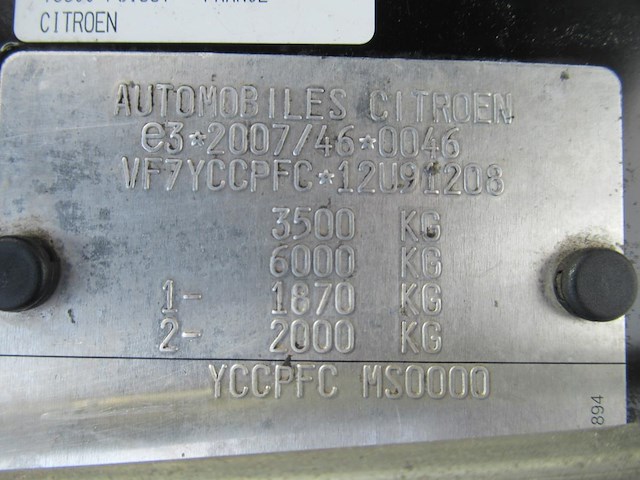 CITROEN
AUTOMOBILES CITROEN
e3*2007/46*0046
VF7YCCPFC*12U91208
3500 KG
6000 KG
1- 1870 KG
2- 2000 KG
YCCPFC MS0000
894